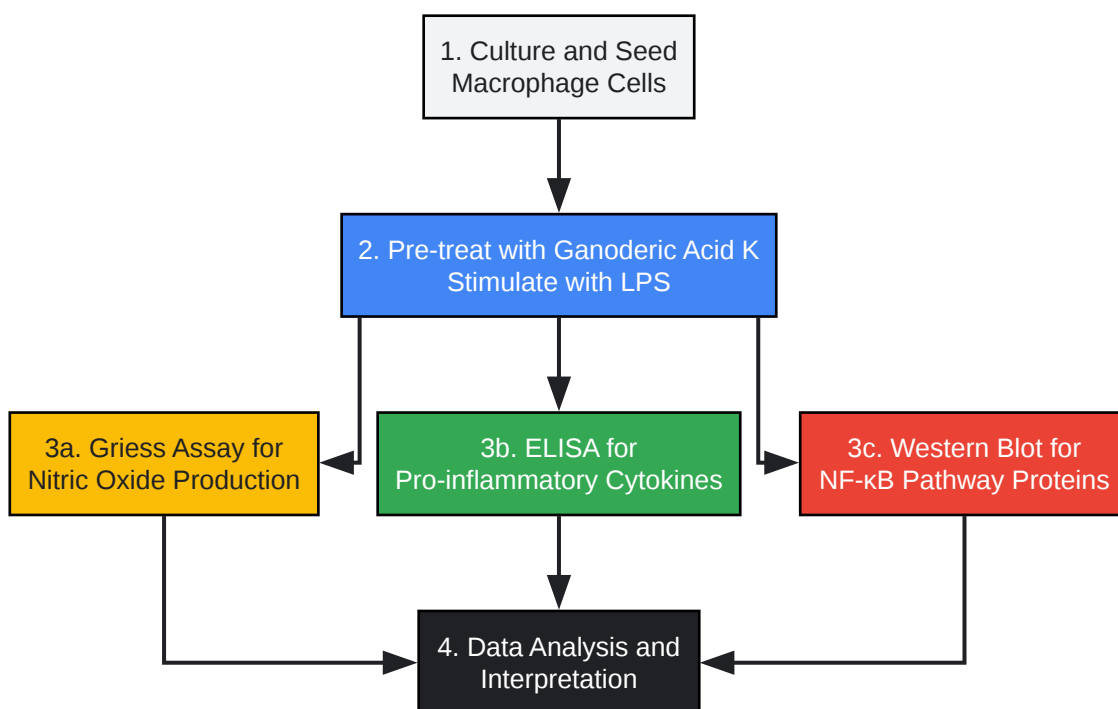 1. Culture and Seed
Macrophage Cells
2. Pre-treat with Ganoderic Acid K
Stimulate with LPS
3a. Griess Assay for
Nitric Oxide Production
3b. ELISA for
Pro-inflammatory Cytokines
3c. Western Blot for
NF-κB Pathway Proteins
4. Data Analysis and
Interpretation